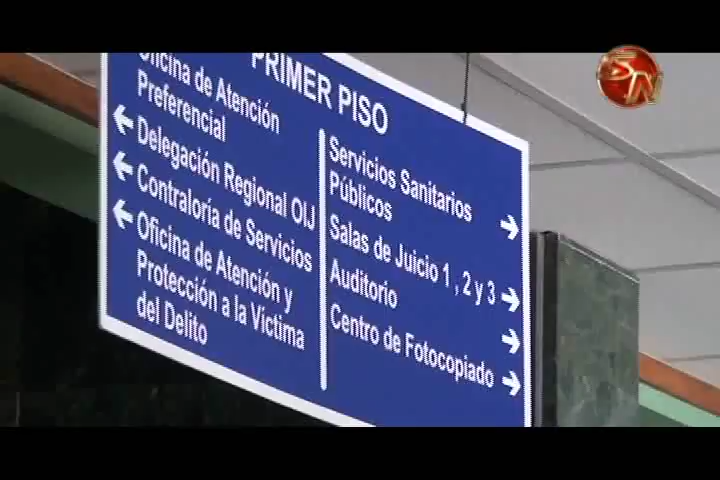 PRIMER PISO
Oficina de Atención
Preferencial
Delegación Regional OIJ
Contraloría de Servicios
Oficina de Atención y
Protección a la Víctima
del Delito
Servicios Sanitarios
Públicos
Salas de Juicio 1 , 2 y 3
Auditorio
Centro de Fotocopiado
SN